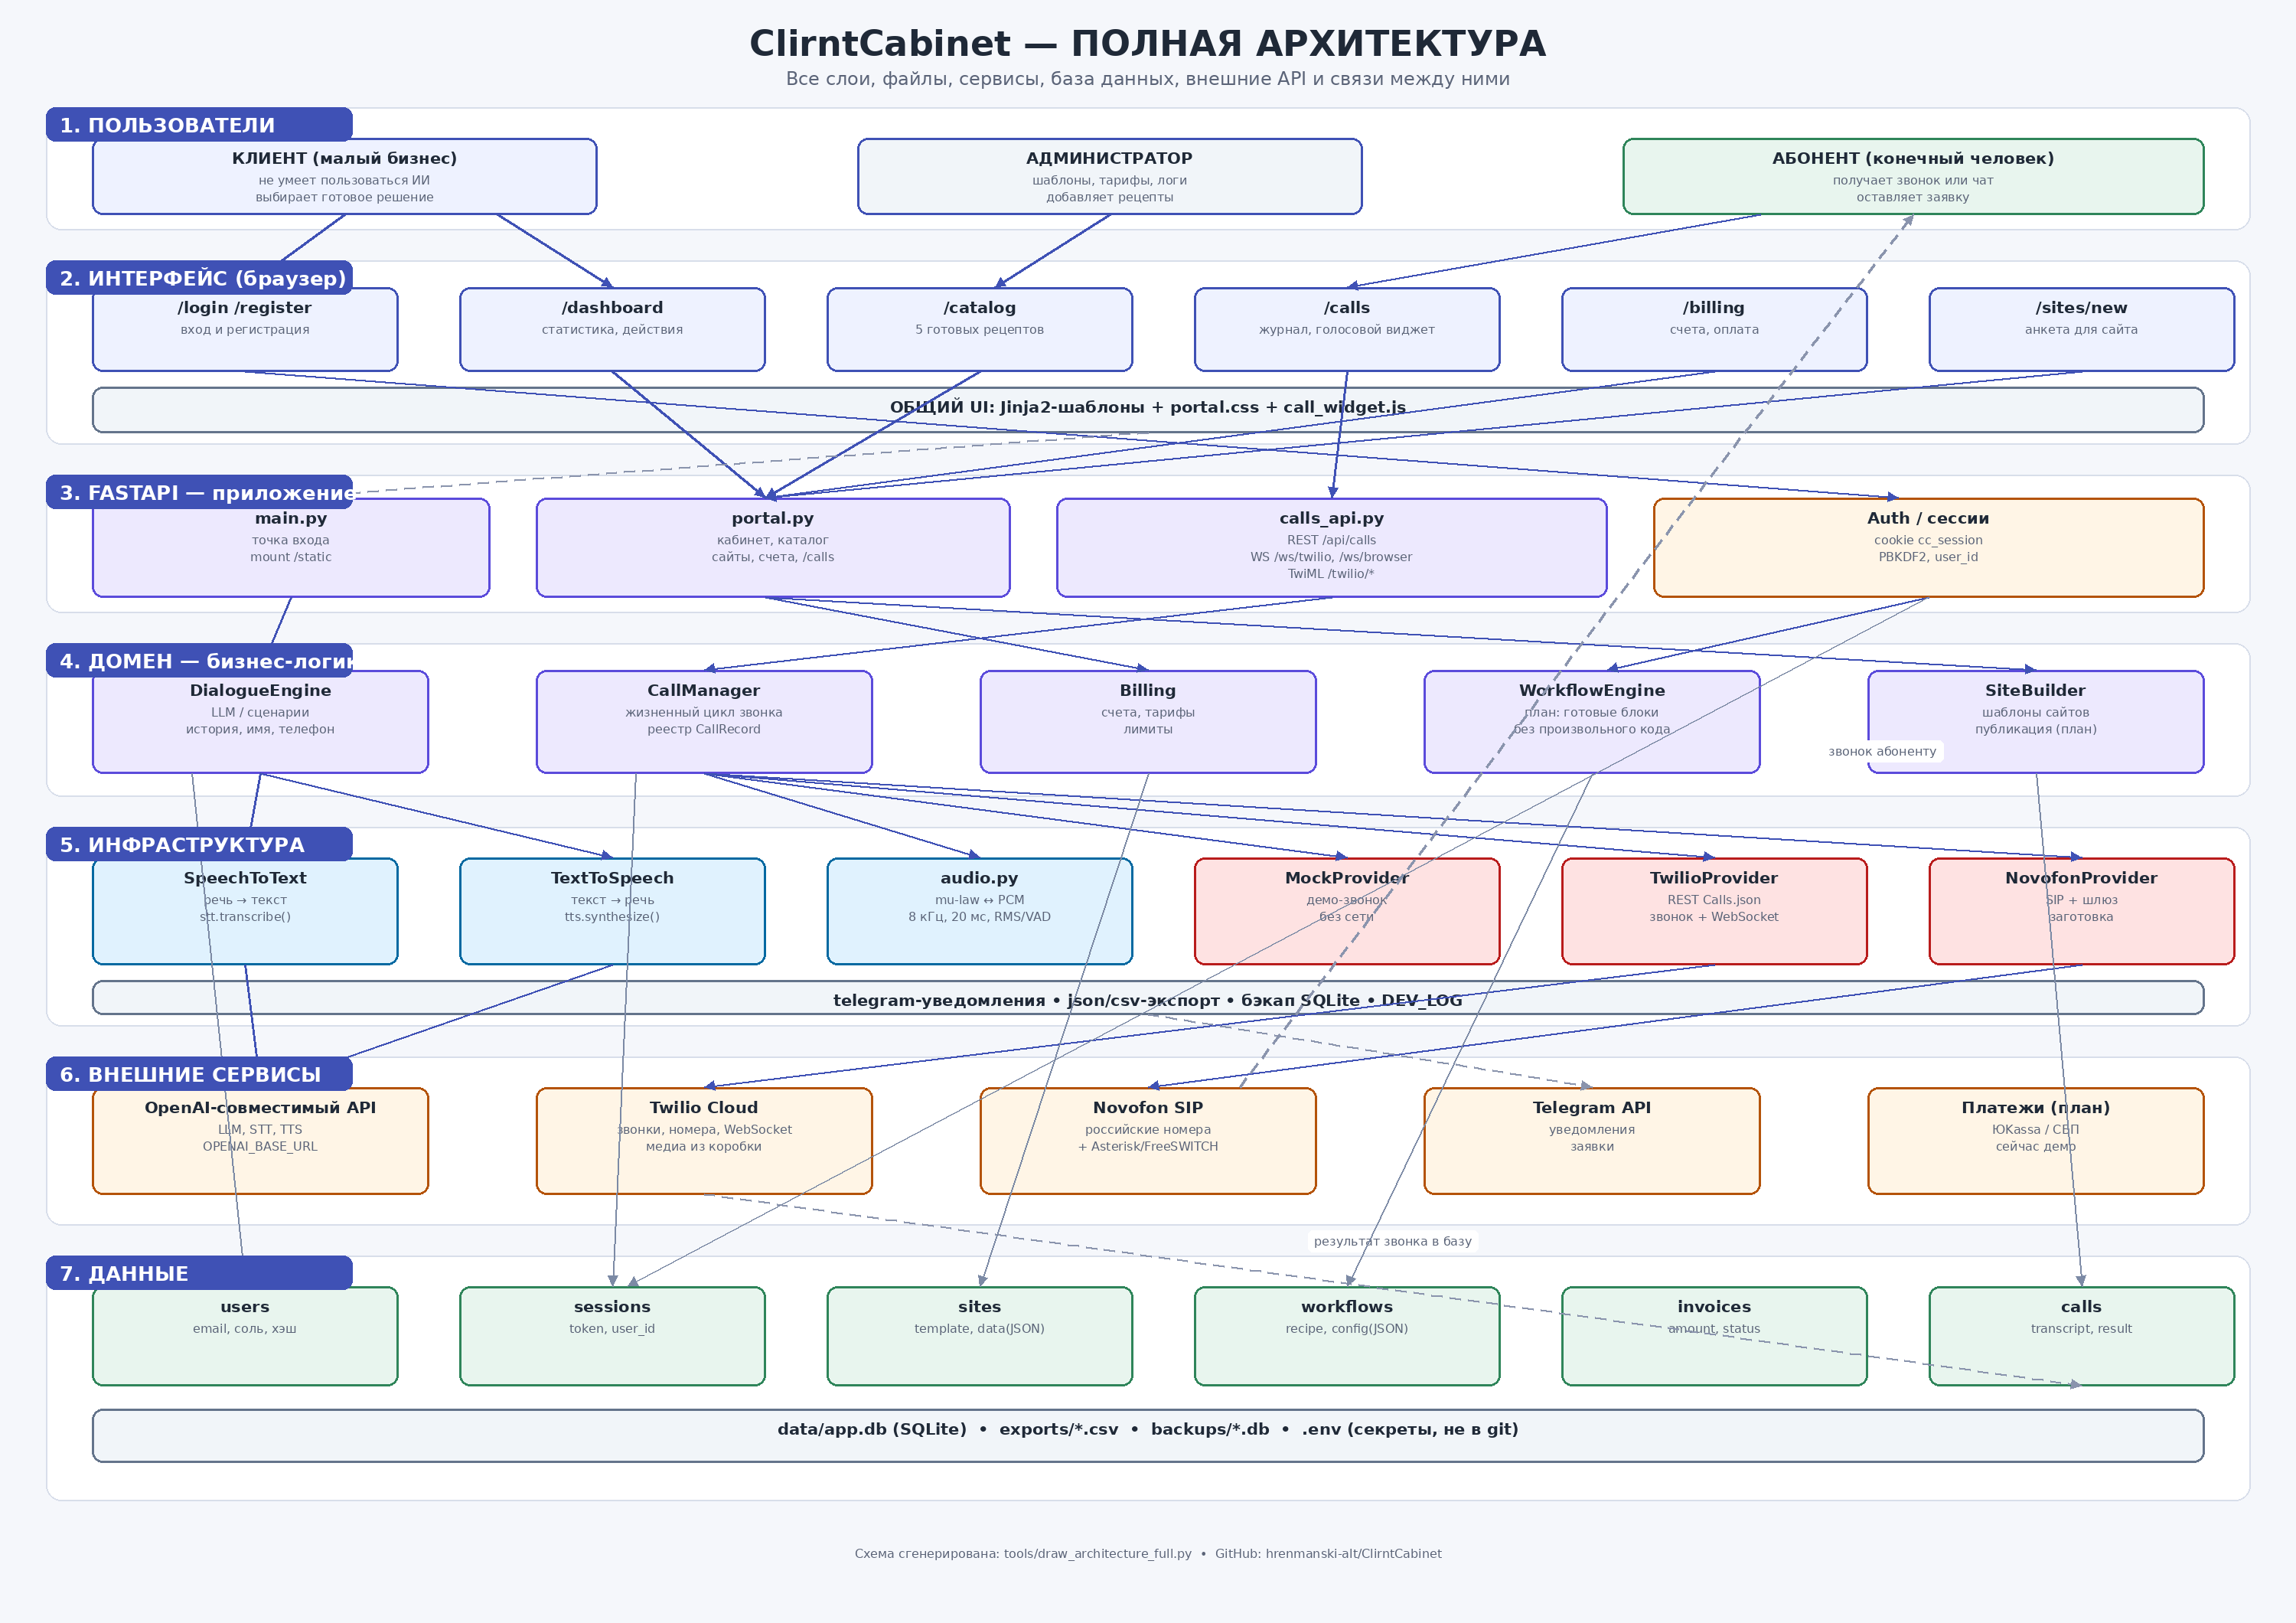 ClirntCabinet — ПОЛНАЯ АРХИТЕКТУРА
Все слои, файлы, сервисы, база данных, внешние API и связи между ними
1. ПОЛЬЗОВАТЕЛИ
КЛИЕНТ (малый бизнес)
не умеет пользоваться ИИ
выбирает готовое решение
АДМИНИСТРАТОР
шаблоны, тарифы, логи
добавляет рецепты
АБОНЕНТ (конечный человек)
получает звонок или чат
оставляет заявку
2. ИНТЕРФЕЙС (браузер)
/login /register
вход и регистрация
/dashboard
статистика, действия
/catalog
5 готовых рецептов
/calls
журнал, голосовой виджет
/billing
счета, оплата
/sites/new
анкета для сайта
ОБЩИЙ UI: Jinja2-шаблоны + portal.css + call_widget.js
3. FASTAPI — приложение
main.py
точка входа
mount /static
portal.py
кабинет, каталог
сайты, счета, /calls
calls_api.py
REST /api/calls
WS /ws/twilio, /ws/browser
TwiML /twilio/*
Auth / сессии
cookie cc_session
PBKDF2, user_id
4. ДОМЕН — бизнес-логик
DialogueEngine
LLM / сценарии
история, имя, телефон
CallManager
жизненный цикл звонка
реестр CallRecord
Billing
счета, тарифы
лимиты
WorkflowEngine
план: готовые блоки
без произвольного кода
SiteBuilder
шаблоны сайтов
публикация (план)
звонок абоненту
5. ИНФРАСТРУКТУРА
SpeechToText
речь → текст
stt.transcribe()
TextToSpeech
текст → речь
tts.synthesize()
audio.py
mu-law ↔ PCM
8 кГц, 20 мс, RMS/VAD
MockProvider
демо-звонок
без сети
TwilioProvider
REST Calls.json
звонок + WebSocket
NovofonProvider
SIP + шлюз
заготовка
telegram-уведомления • json/csv-экспорт • бэкап SQLite • DEV_LOG
6. ВНЕШНИЕ СЕРВИСЫ
OpenAI-совместимый API
LLM, STT, TTS
OPENAI_BASE_URL
Twilio Cloud
звонки, номера, WebSocket
медиа из коробки
Novofon SIP
российские номера
+ Asterisk/FreeSWITCH
Telegram API
уведомления
заявки
Платежи (план)
ЮKassa / СБП
сейчас демо
результат звонка в базу
7. ДАННЫЕ
users
email, соль, хэш
sessions
token, user_id
sites
template, data(JSON)
workflows
recipe, config(JSON)
invoices
amount, status
calls
transcript, result
data/app.db (SQLite) • exports/*.csv • backups/*.db • .env (секреты, не в git)
Схема сгенерирована: tools/draw_architecture_full.py • GitHub: hrenmanski-alt/ClirntCabinet